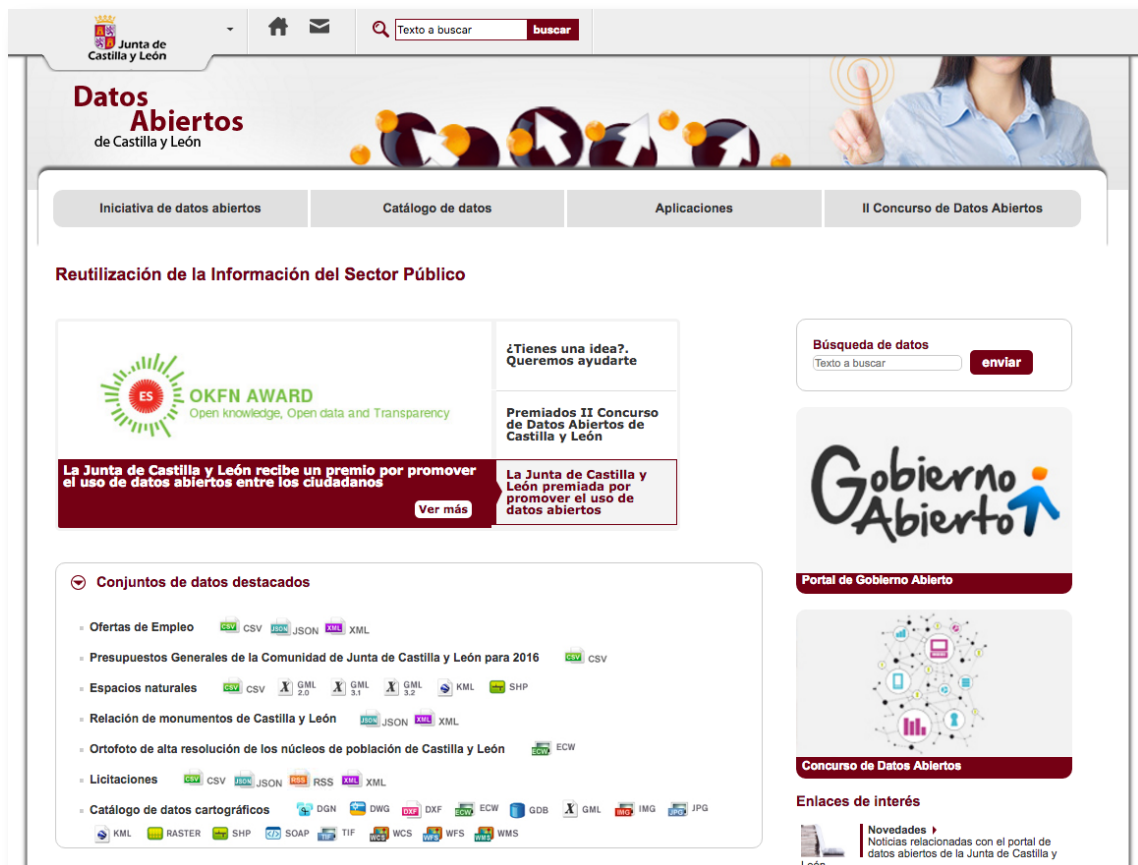 Junta de
Castilla y León
Texto a buscar
buscar
Datos
Abiertos
de Castilla y León
Iniciativa de datos abiertos
Catálogo de datos
Aplicaciones
II Concurso de Datos Abiertos
Reutilización de la Información del Sector Público
ES
OKFN AWARD
Open knowledge, Open data and Transparency
La Junta de Castilla y León recibe un premio por promover
el uso de datos abiertos entre los ciudadanos
Ver más
¿Tienes una idea?.
Queremos ayudarte
Premiados II Concurso
de Datos Abiertos de
Castilla y León
La Junta de Castilla y
León premiada por
promover el uso de
datos abiertos
Búsqueda de datos
Texto a buscar
enviar
Gobierno
Abierto
Portal de Gobierno Abierto
Concurso de Datos Abiertos
Enlaces de interés
Novedades
Noticias relacionadas con el portal de
datos abiertos de la Junta de Castilla y
León
Conjuntos de datos destacados
Ofertas de Empleo CSV CSV JSON JSON XML XML
Presupuestos Generales de la Comunidad de Junta de Castilla y León para 2016 CSV CSV
Espacios naturales CSV CSV X GML 2.0 X GML 3.1 X GML 3.2 KML SHP
Relación de monumentos de Castilla y León JSON JSON XML XML
Ortofoto de alta resolución de los núcleos de población de Castilla y León ECW ECW
Licitaciones CSV CSV JSON JSON RSS RSS XML XML
Catálogo de datos cartográficos DGN DWG DXF DXF ECW ECW GDB X GML IMG IMG JPG JPG
KML RASTER SHP SOAP TIF TIF WCS WCS WFS WFS WMS WMS